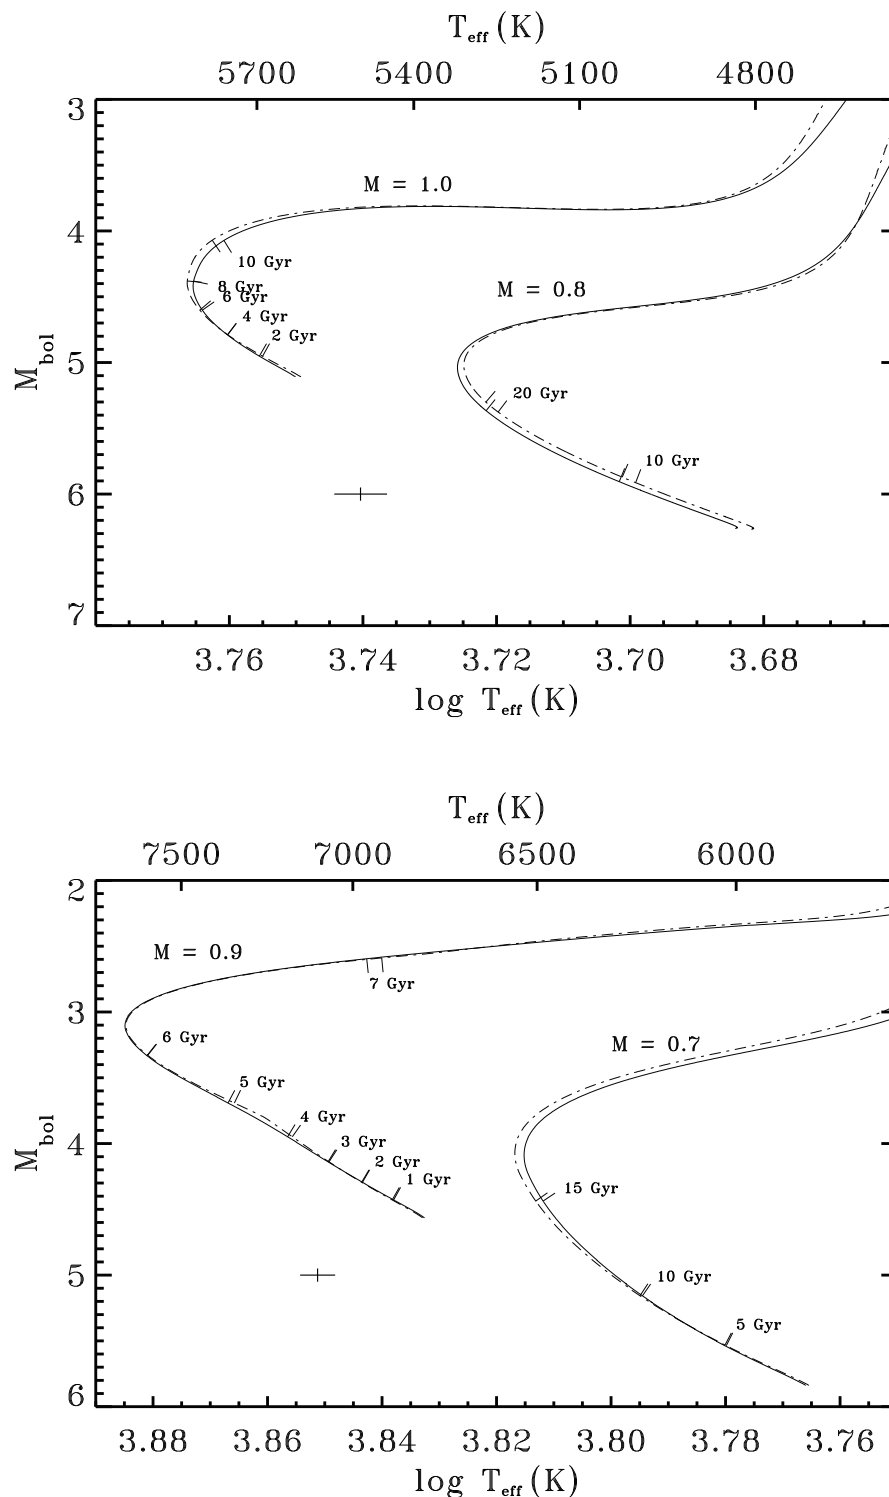 T_eff (K)
5700 5400 5100 4800
3
M = 1.0
4
10 Gyr
8 Gyr
6 Gyr
M = 0.8
4 Gyr
2 Gyr
M_bol
5
20 Gyr
10 Gyr
6
7
3.76 3.74 3.72 3.70 3.68
log T_eff (K)
T_eff (K)
7500 7000 6500 6000
2
M = 0.9
7 Gyr
3
6 Gyr
M = 0.7
5 Gyr
4 Gyr
M_bol
4
3 Gyr
2 Gyr
1 Gyr
15 Gyr
5
10 Gyr
5 Gyr
6
3.88 3.86 3.84 3.82 3.80 3.78 3.76
log T_eff (K)